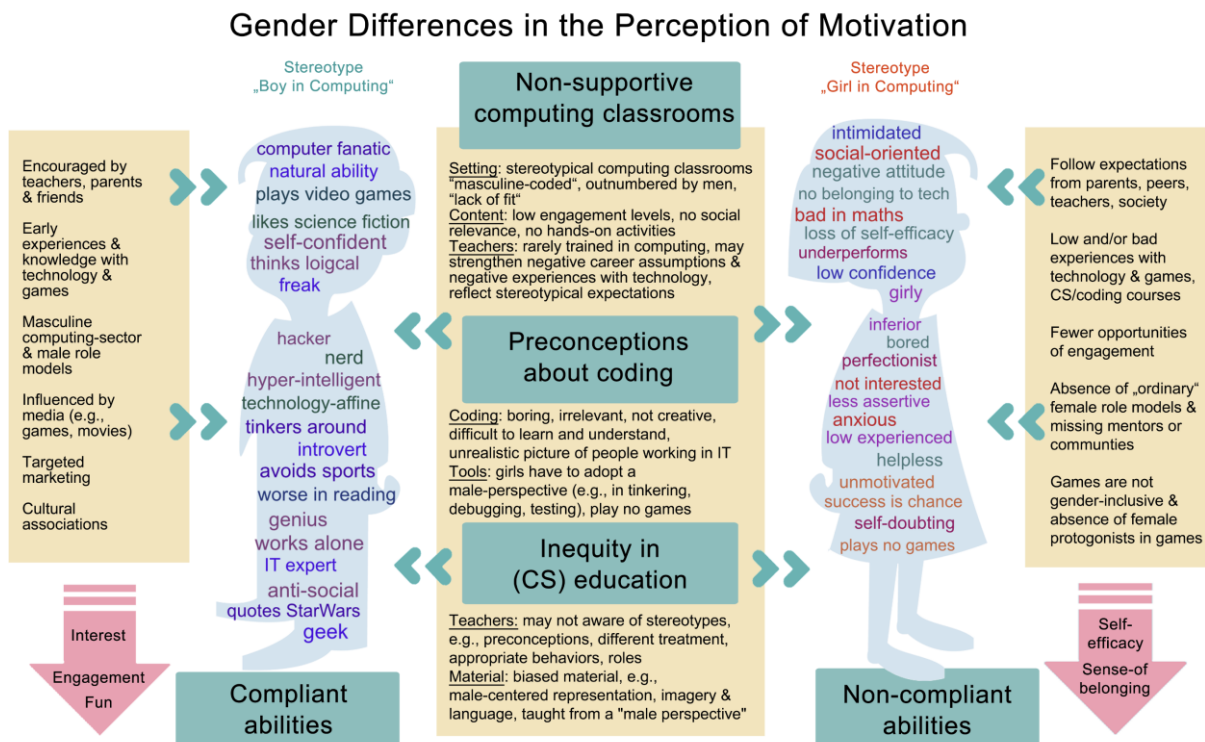 Gender Differences in the Perception of Motivation
Stereotype
„Boy in Computing“
Encouraged by
teachers, parents
& friends
Early
experiences &
knowledge with
technology &
games
Masculine
computing-sector
& male role
models
Influenced by
media (e.g.,
games, movies)
Targeted
marketing
Cultural
associations
Interest
Engagement
Fun
computer fanatic
natural ability
plays video games
likes science fiction
self-confident
thinks loigcal
freak
hacker
nerd
hyper-intelligent
technology-affine
tinkers around
introvert
avoids sports
worse in reading
genius
works alone
IT expert
anti-social
quotes StarWars
geek
Compliant
abilities
Non-supportive
computing classrooms
Setting: stereotypical computing classrooms
"masculine-coded“, outnumbered by men,
“lack of fit“
Content: low engagement levels, no social
relevance, no hands-on activities
Teachers: rarely trained in computing, may
strengthen negative career assumptions &
negative experiences with technology,
reflect stereotypical expectations
Preconceptions
about coding
Coding: boring, irrelevant, not creative,
difficult to learn and understand,
unrealistic picture of people working in IT
Tools: girls have to adopt a
male-perspective (e.g., in tinkering,
debugging, testing), play no games
Inequity in
(CS) education
Teachers: may not aware of stereotypes,
e.g., preconceptions, different treatment,
appropriate behaviors, roles
Material: biased material, e.g.,
male-centered representation, imagery &
language, taught from a "male perspective"
Stereotype
„Girl in Computing“
intimidated
social-oriented
negative attitude
no belonging to tech
bad in maths
loss of self-efficacy
underperforms
low confidence
girly
inferior
bored
perfectionist
not interested
less assertive
anxious
low experienced
helpless
unmotivated
success is chance
self-doubting
plays no games
Non-compliant
abilities
Follow expectations
from parents, peers,
teachers, society
Low and/or bad
experiences with
technology & games,
CS/coding courses
Fewer opportunities
of engagement
Absence of „ordinary“
female role models &
missing mentors or
communties
Games are not
gender-inclusive &
absence of female
protogonists in games
Self-
efficacy
Sense-of
belonging